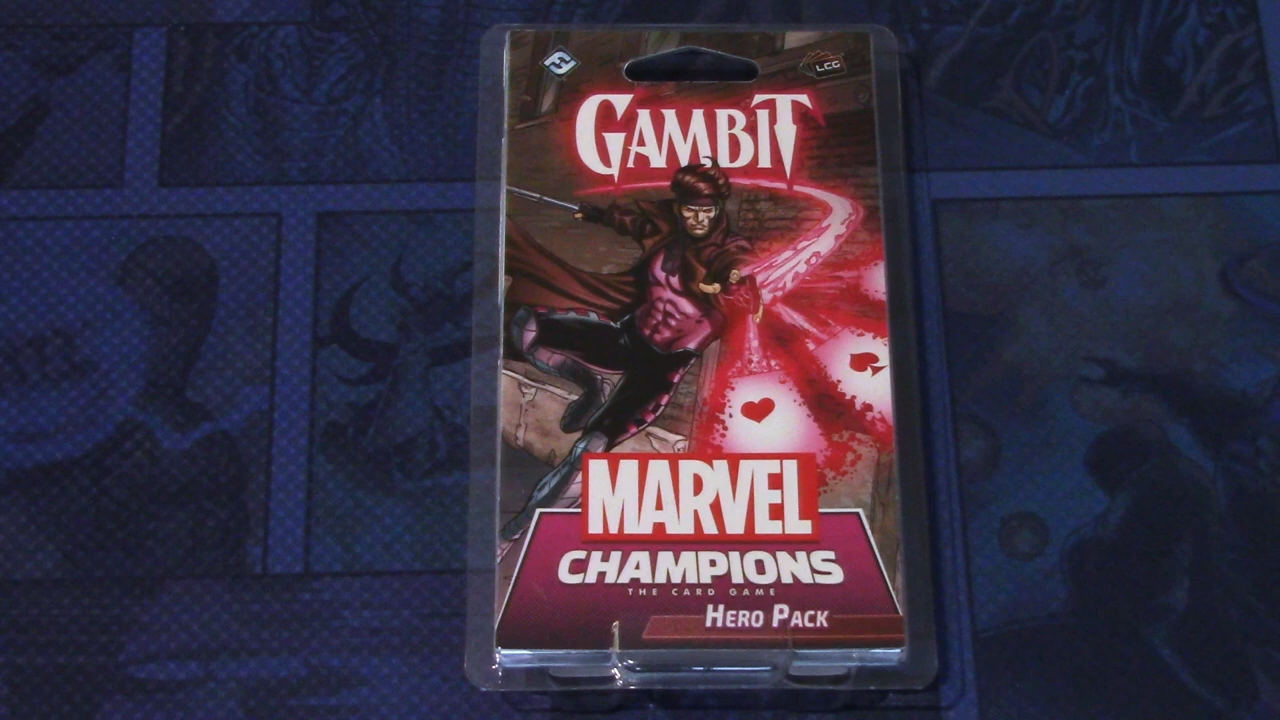 LCG
GAMBIT
MARVEL
CHAMPIONS
THE CARD GAME
HERO PACK